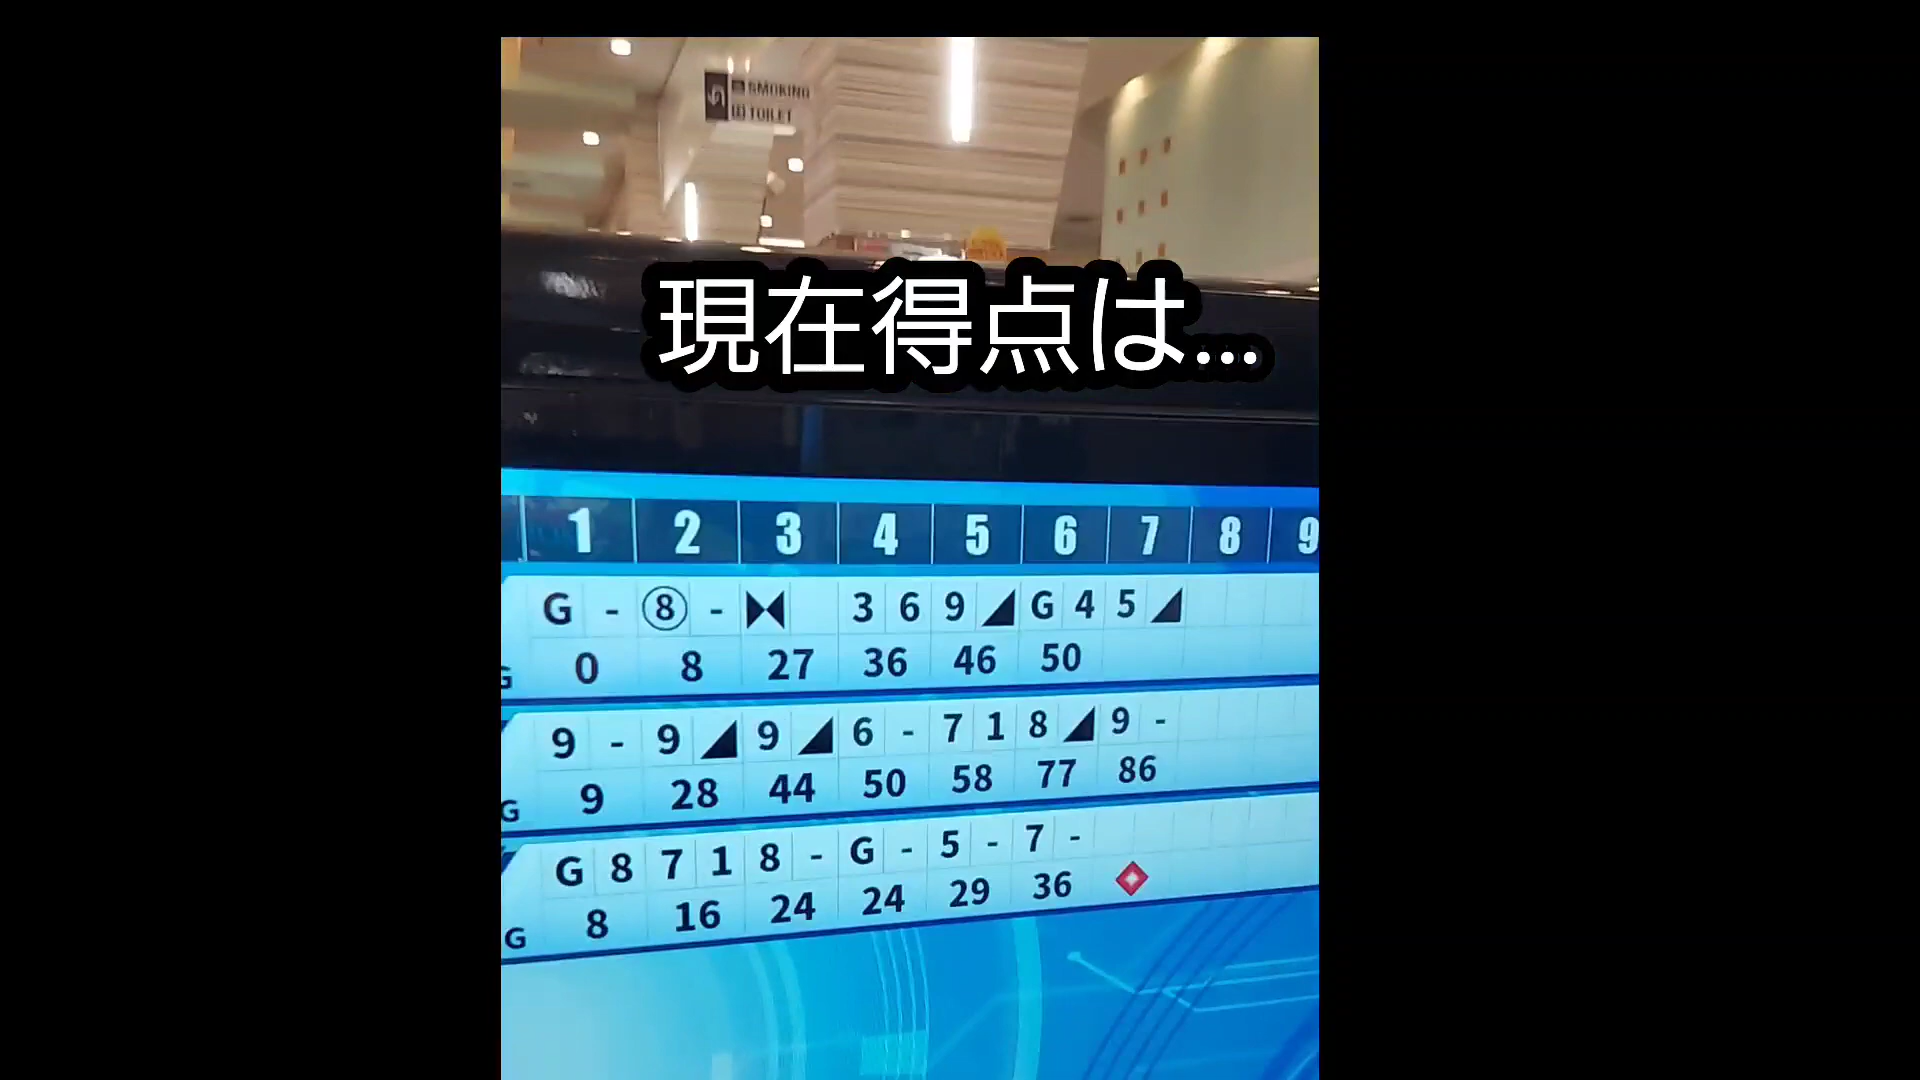 SMOKING
TOILET
現在得点は...
1 2 3 4 5 6 7 8 9
G - ⑧ - 3 6 9 G 4 5
G 0 8 27 36 46 50
9 - 9 9 6 - 7 1 8 9 -
G 9 28 44 50 58 77 86
G 8 7 1 8 - G - 5 - 7 -
G 8 16 24 24 29 36